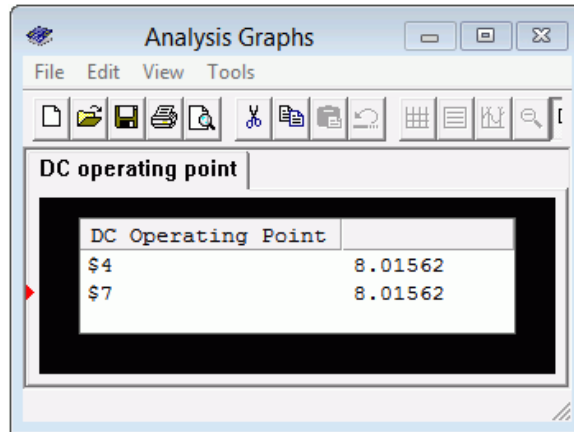 Analysis Graphs
File Edit View Tools
DC operating point
DC Operating Point
$4 8.01562
$7 8.01562